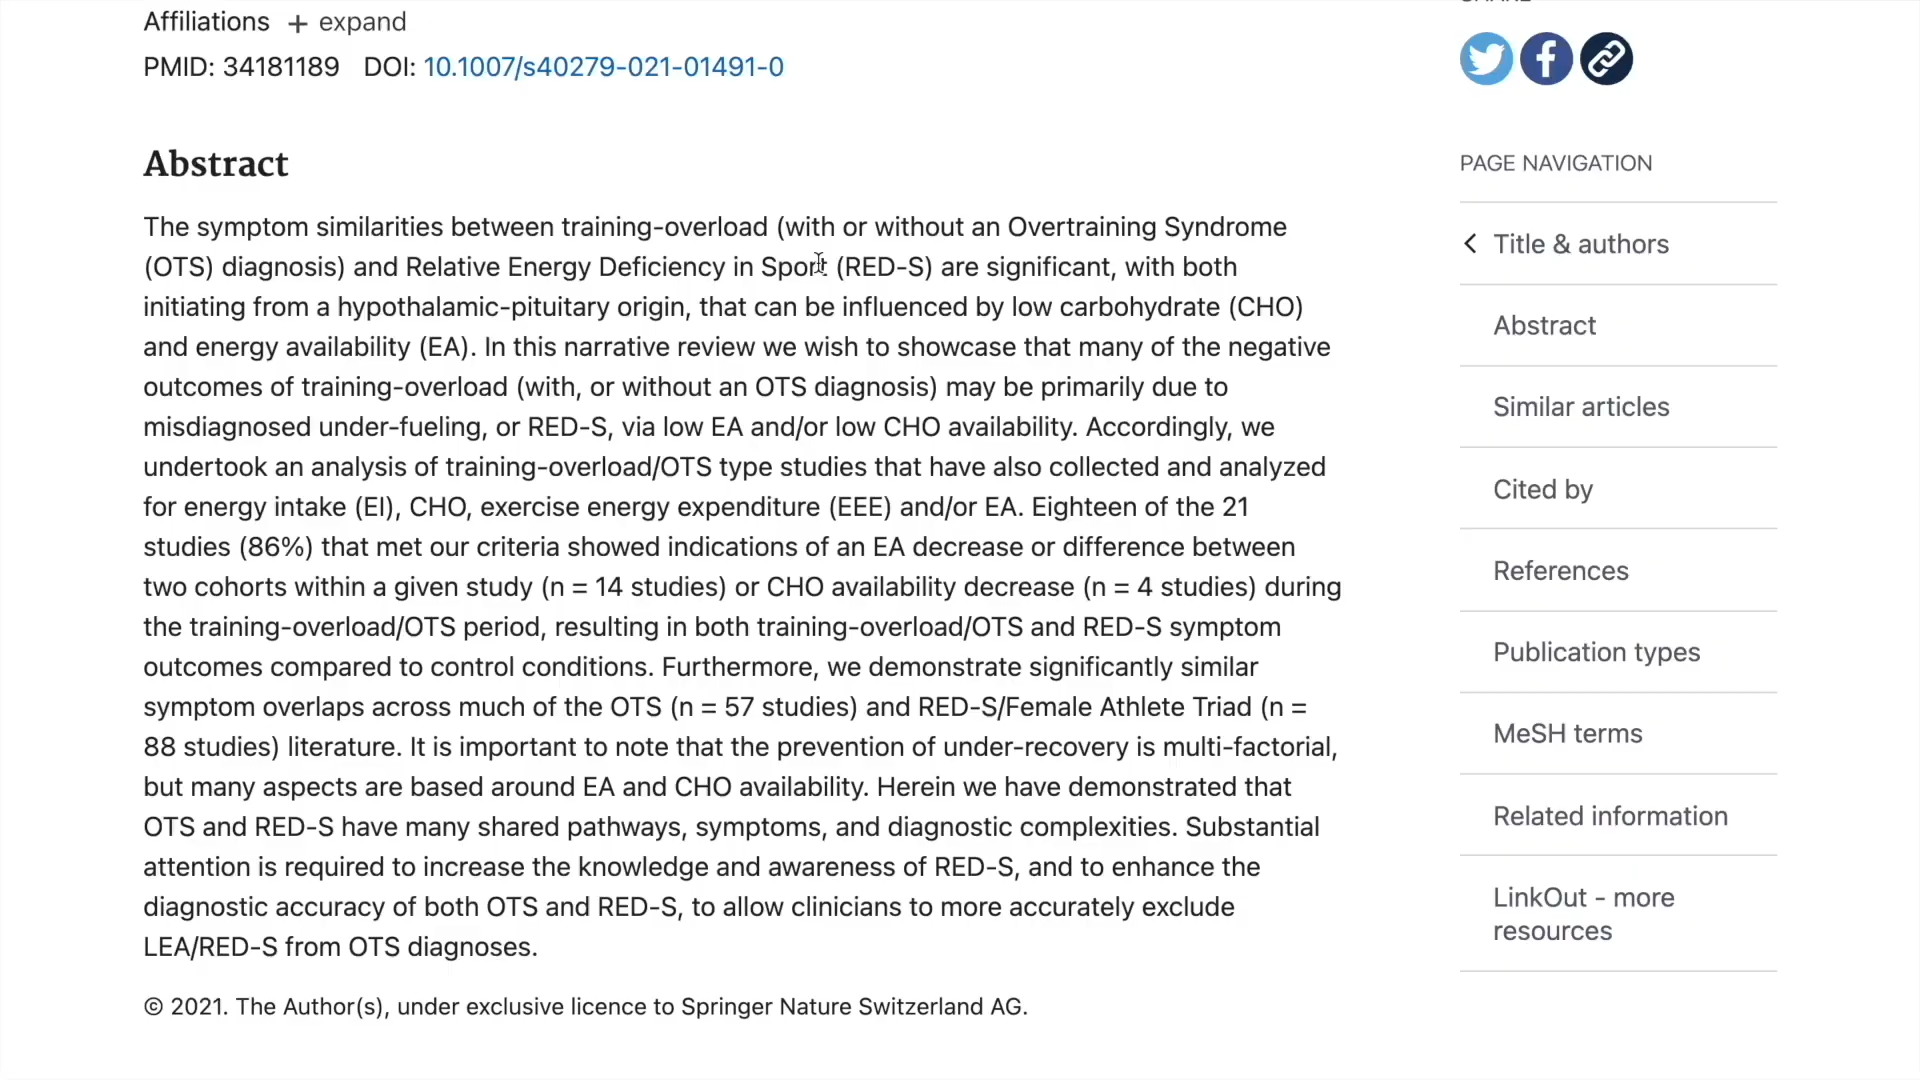 Affiliations + expand
PMID: 34181189 DOI: 10.1007/s40279-021-01491-0
Abstract
The symptom similarities between training-overload (with or without an Overtraining Syndrome
(OTS) diagnosis) and Relative Energy Deficiency in Sport (RED-S) are significant, with both
initiating from a hypothalamic-pituitary origin, that can be influenced by low carbohydrate (CHO)
and energy availability (EA). In this narrative review we wish to showcase that many of the negative
outcomes of training-overload (with, or without an OTS diagnosis) may be primarily due to
misdiagnosed under-fueling, or RED-S, via low EA and/or low CHO availability. Accordingly, we
undertook an analysis of training-overload/OTS type studies that have also collected and analyzed
for energy intake (EI), CHO, exercise energy expenditure (EEE) and/or EA. Eighteen of the 21
studies (86%) that met our criteria showed indications of an EA decrease or difference between
two cohorts within a given study (n = 14 studies) or CHO availability decrease (n = 4 studies) during
the training-overload/OTS period, resulting in both training-overload/OTS and RED-S symptom
outcomes compared to control conditions. Furthermore, we demonstrate significantly similar
symptom overlaps across much of the OTS (n = 57 studies) and RED-S/Female Athlete Triad (n =
88 studies) literature. It is important to note that the prevention of under-recovery is multi-factorial,
but many aspects are based around EA and CHO availability. Herein we have demonstrated that
OTS and RED-S have many shared pathways, symptoms, and diagnostic complexities. Substantial
attention is required to increase the knowledge and awareness of RED-S, and to enhance the
diagnostic accuracy of both OTS and RED-S, to allow clinicians to more accurately exclude
LEA/RED-S from OTS diagnoses.
© 2021. The Author(s), under exclusive licence to Springer Nature Switzerland AG.
PAGE NAVIGATION
Title & authors
Abstract
Similar articles
Cited by
References
Publication types
MeSH terms
Related information
LinkOut - more
resources